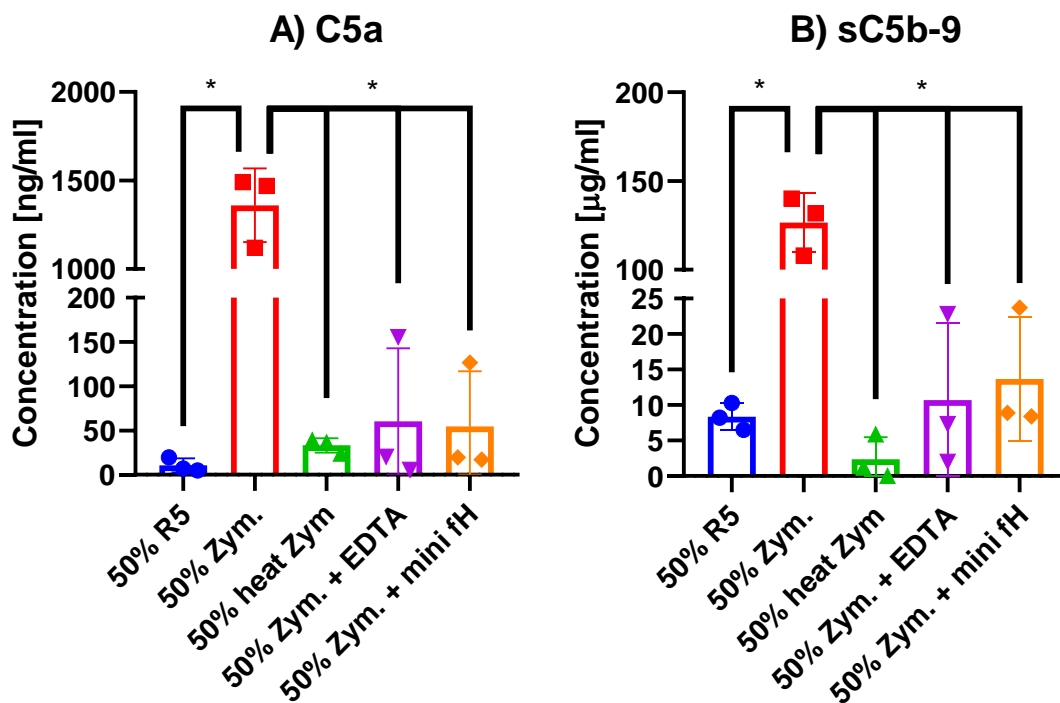 A) C5a
*
*
Concentration [ng/ml]
2000
1500
1000
200
150
100
50
0
50% R5
50% Zym.
50% heat Zym
50% Zym. + EDTA
50% Zym. + mini fH
B) sC5b-9
*
*
Concentration [µg/ml]
200
150
100
25
20
15
10
5
0
50% R5
50% Zym.
50% heat Zym
50% Zym. + EDTA
50% Zym. + mini fH